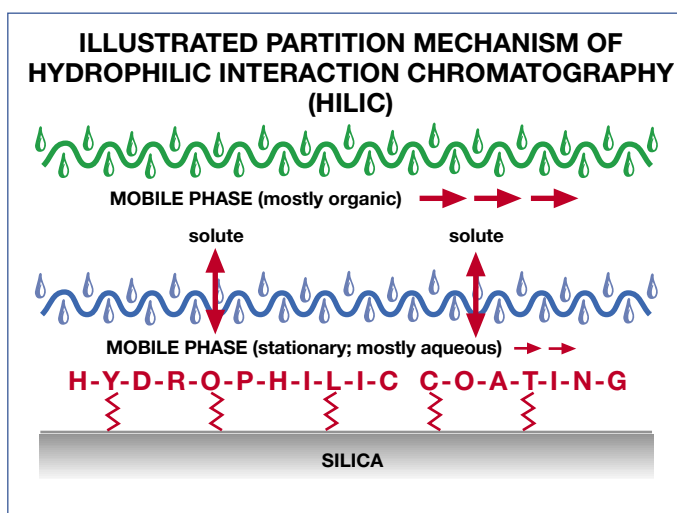 ILLUSTRATED PARTITION MECHANISM OF
HYDROPHILIC INTERACTION CHROMATOGRAPHY
(HILIC)
MOBILE PHASE (mostly organic)
solute solute
MOBILE PHASE (stationary; mostly aqueous)
H-Y-D-R-O-P-H-I-L-I-C C-O-A-T-I-N-G
SILICA